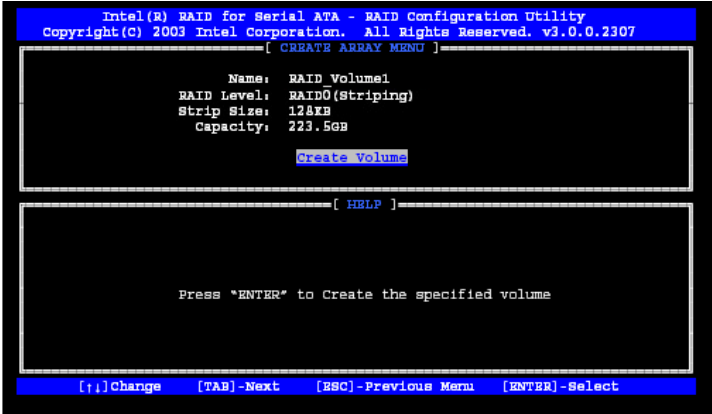 Intel(R) RAID for Serial ATA - RAID Configuration Utility
Copyright(C) 2003 Intel Corporation. All Rights Reserved. v3.0.0.2307
[ CREATE ARRAY MENU ]
Name: RAID_Volume1
RAID Level: RAID0(Striping)
Strip Size: 128KB
Capacity: 223.5GB
Create Volume
[ HELP ]
Press "ENTER" to Create the specified volume
[↑↓]Change [TAB]-Next [ESC]-Previous Menu [ENTER]-Select